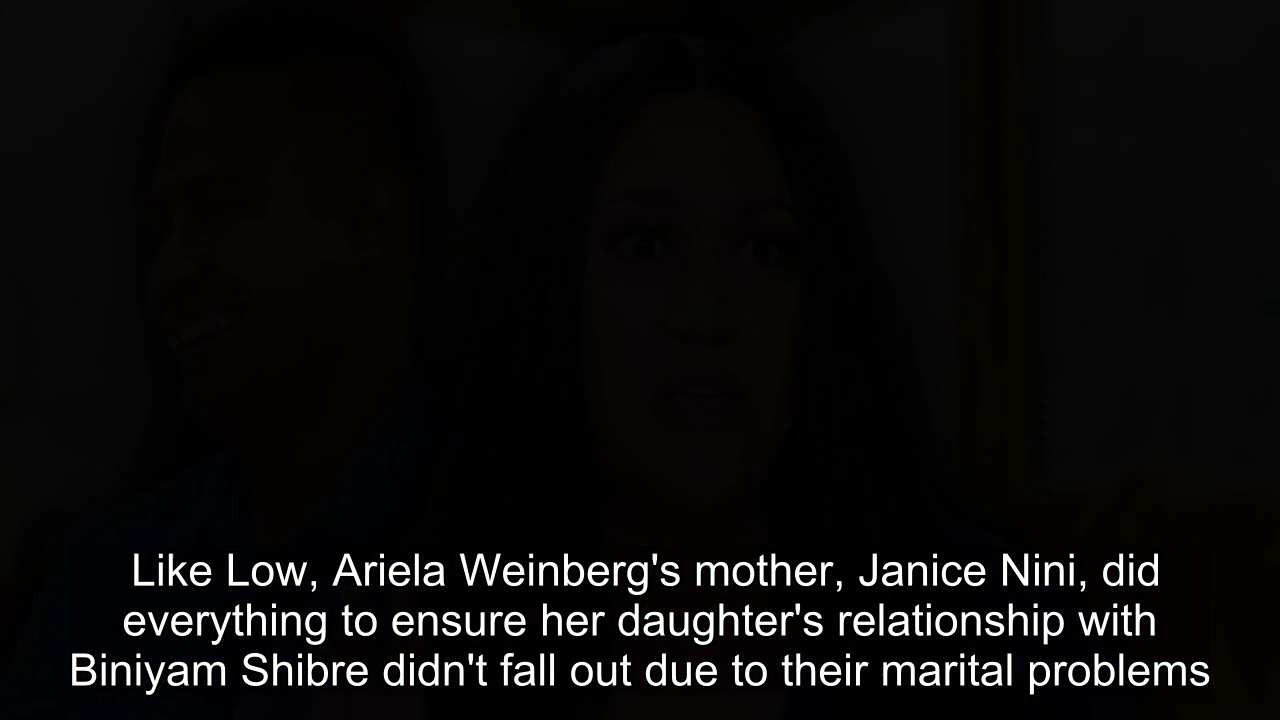 Like Low, Ariela Weinberg's mother, Janice Nini, did
everything to ensure her daughter's relationship with
Biniyam Shibre didn't fall out due to their marital problems